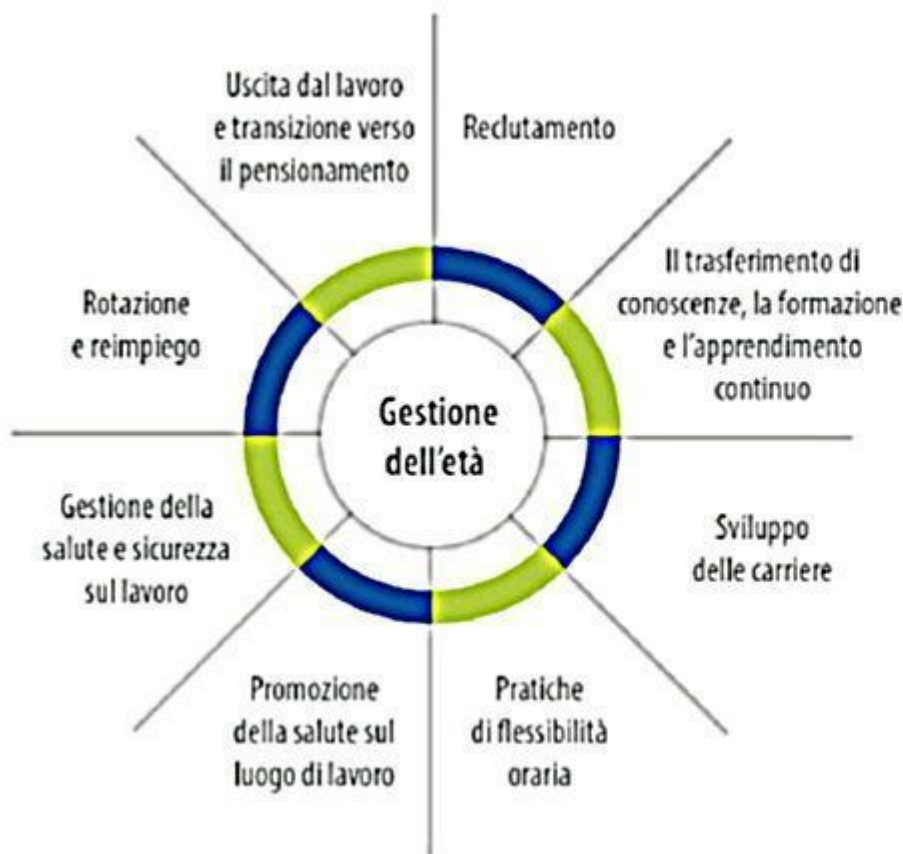 Uscita dal lavoro
e transizione verso
il pensionamento
Reclutamento
Il trasferimento di
conoscenze, la formazione
e l'apprendimento
continuo
Rotazione
e reimpiego
Gestione
dell'età
Gestione della
salute e sicurezza
sul lavoro
Sviluppo
delle carriere
Promozione
della salute sul
luogo di lavoro
Pratiche
di flessibilità
oraria